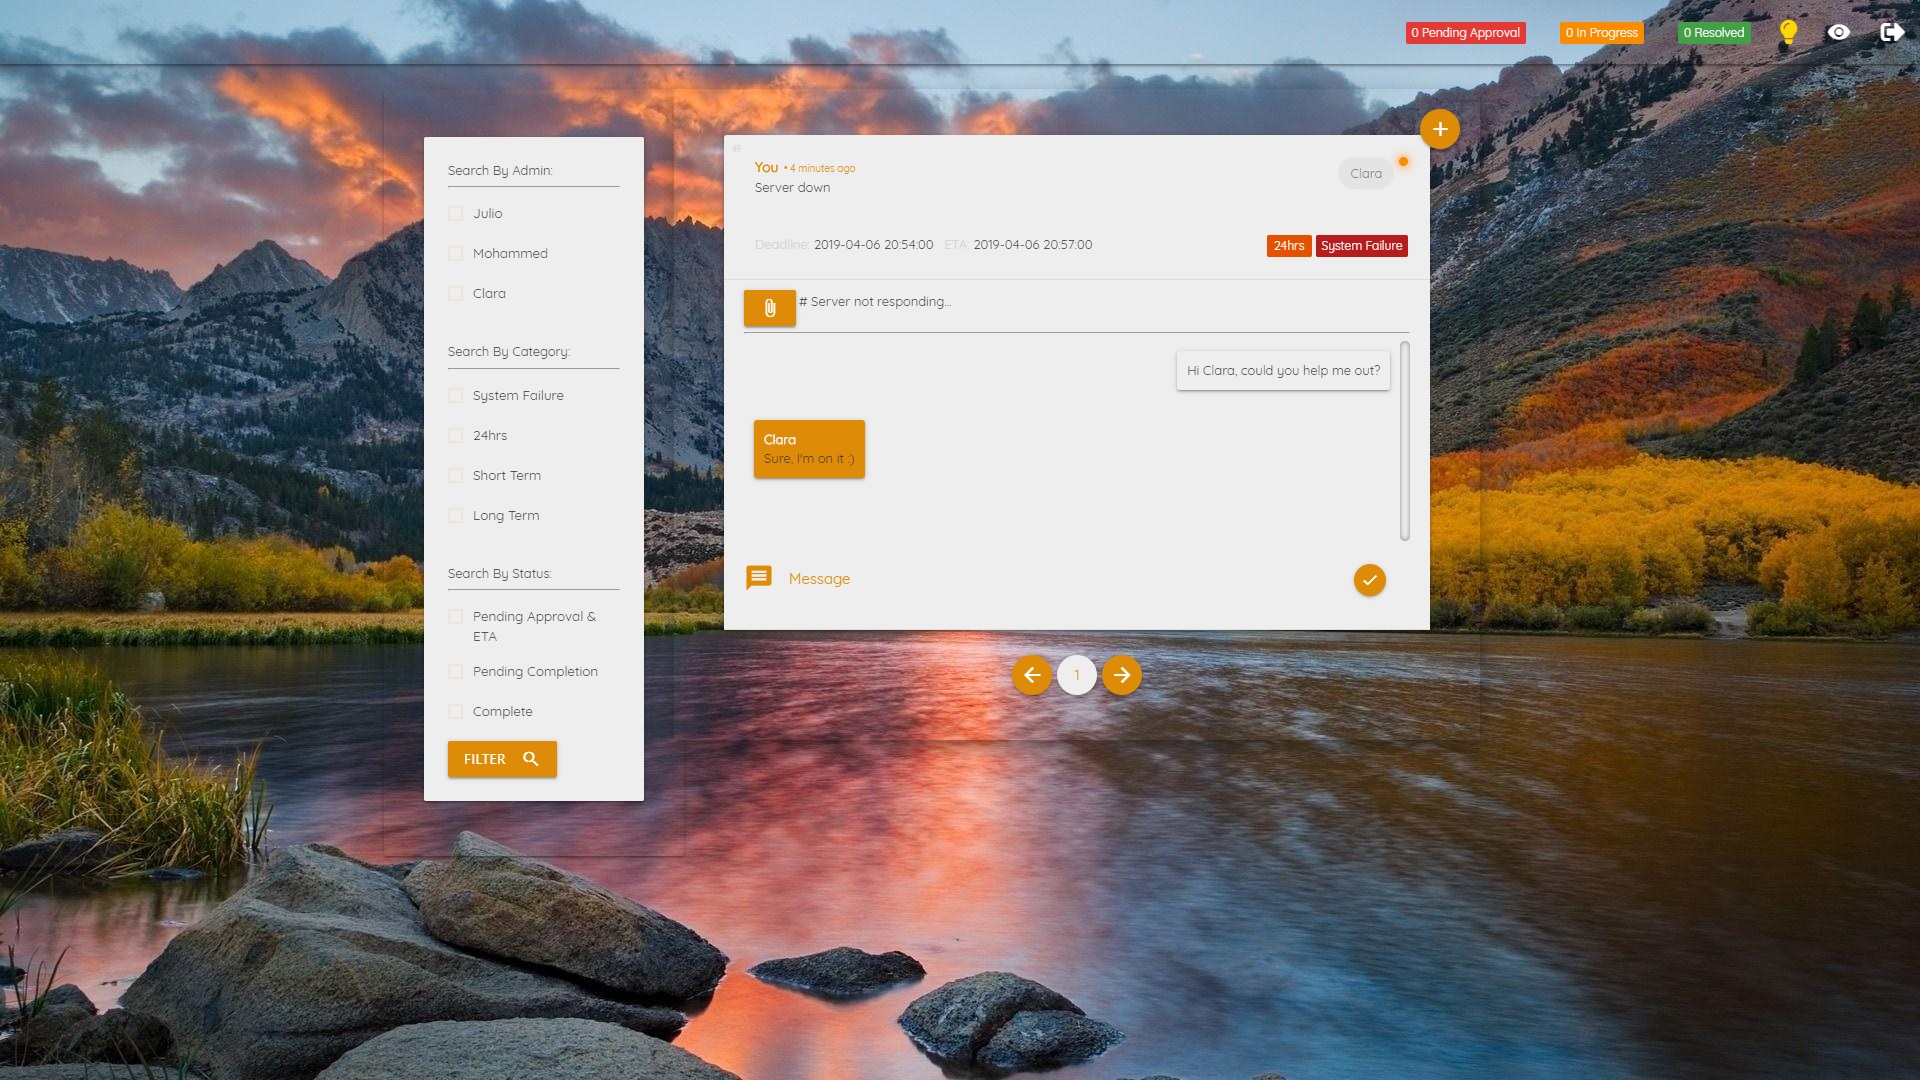 0 Pending Approval
0 In Progress
0 Resolved
Search By Admin:
Julio
Mohammed
Clara
Search By Category:
System Failure
24hrs
Short Term
Long Term
Search By Status:
Pending Approval &
ETA
Pending Completion
Complete
FILTER
49
You • 4 minutes ago
Clara
Server down
Deadline: 2019-04-06 20:54:00 ETA: 2019-04-06 20:57:00
24hrs
System Failure
# Server not responding...
Hi Clara, could you help me out?
Clara
Sure, I'm on it :)
Message
1